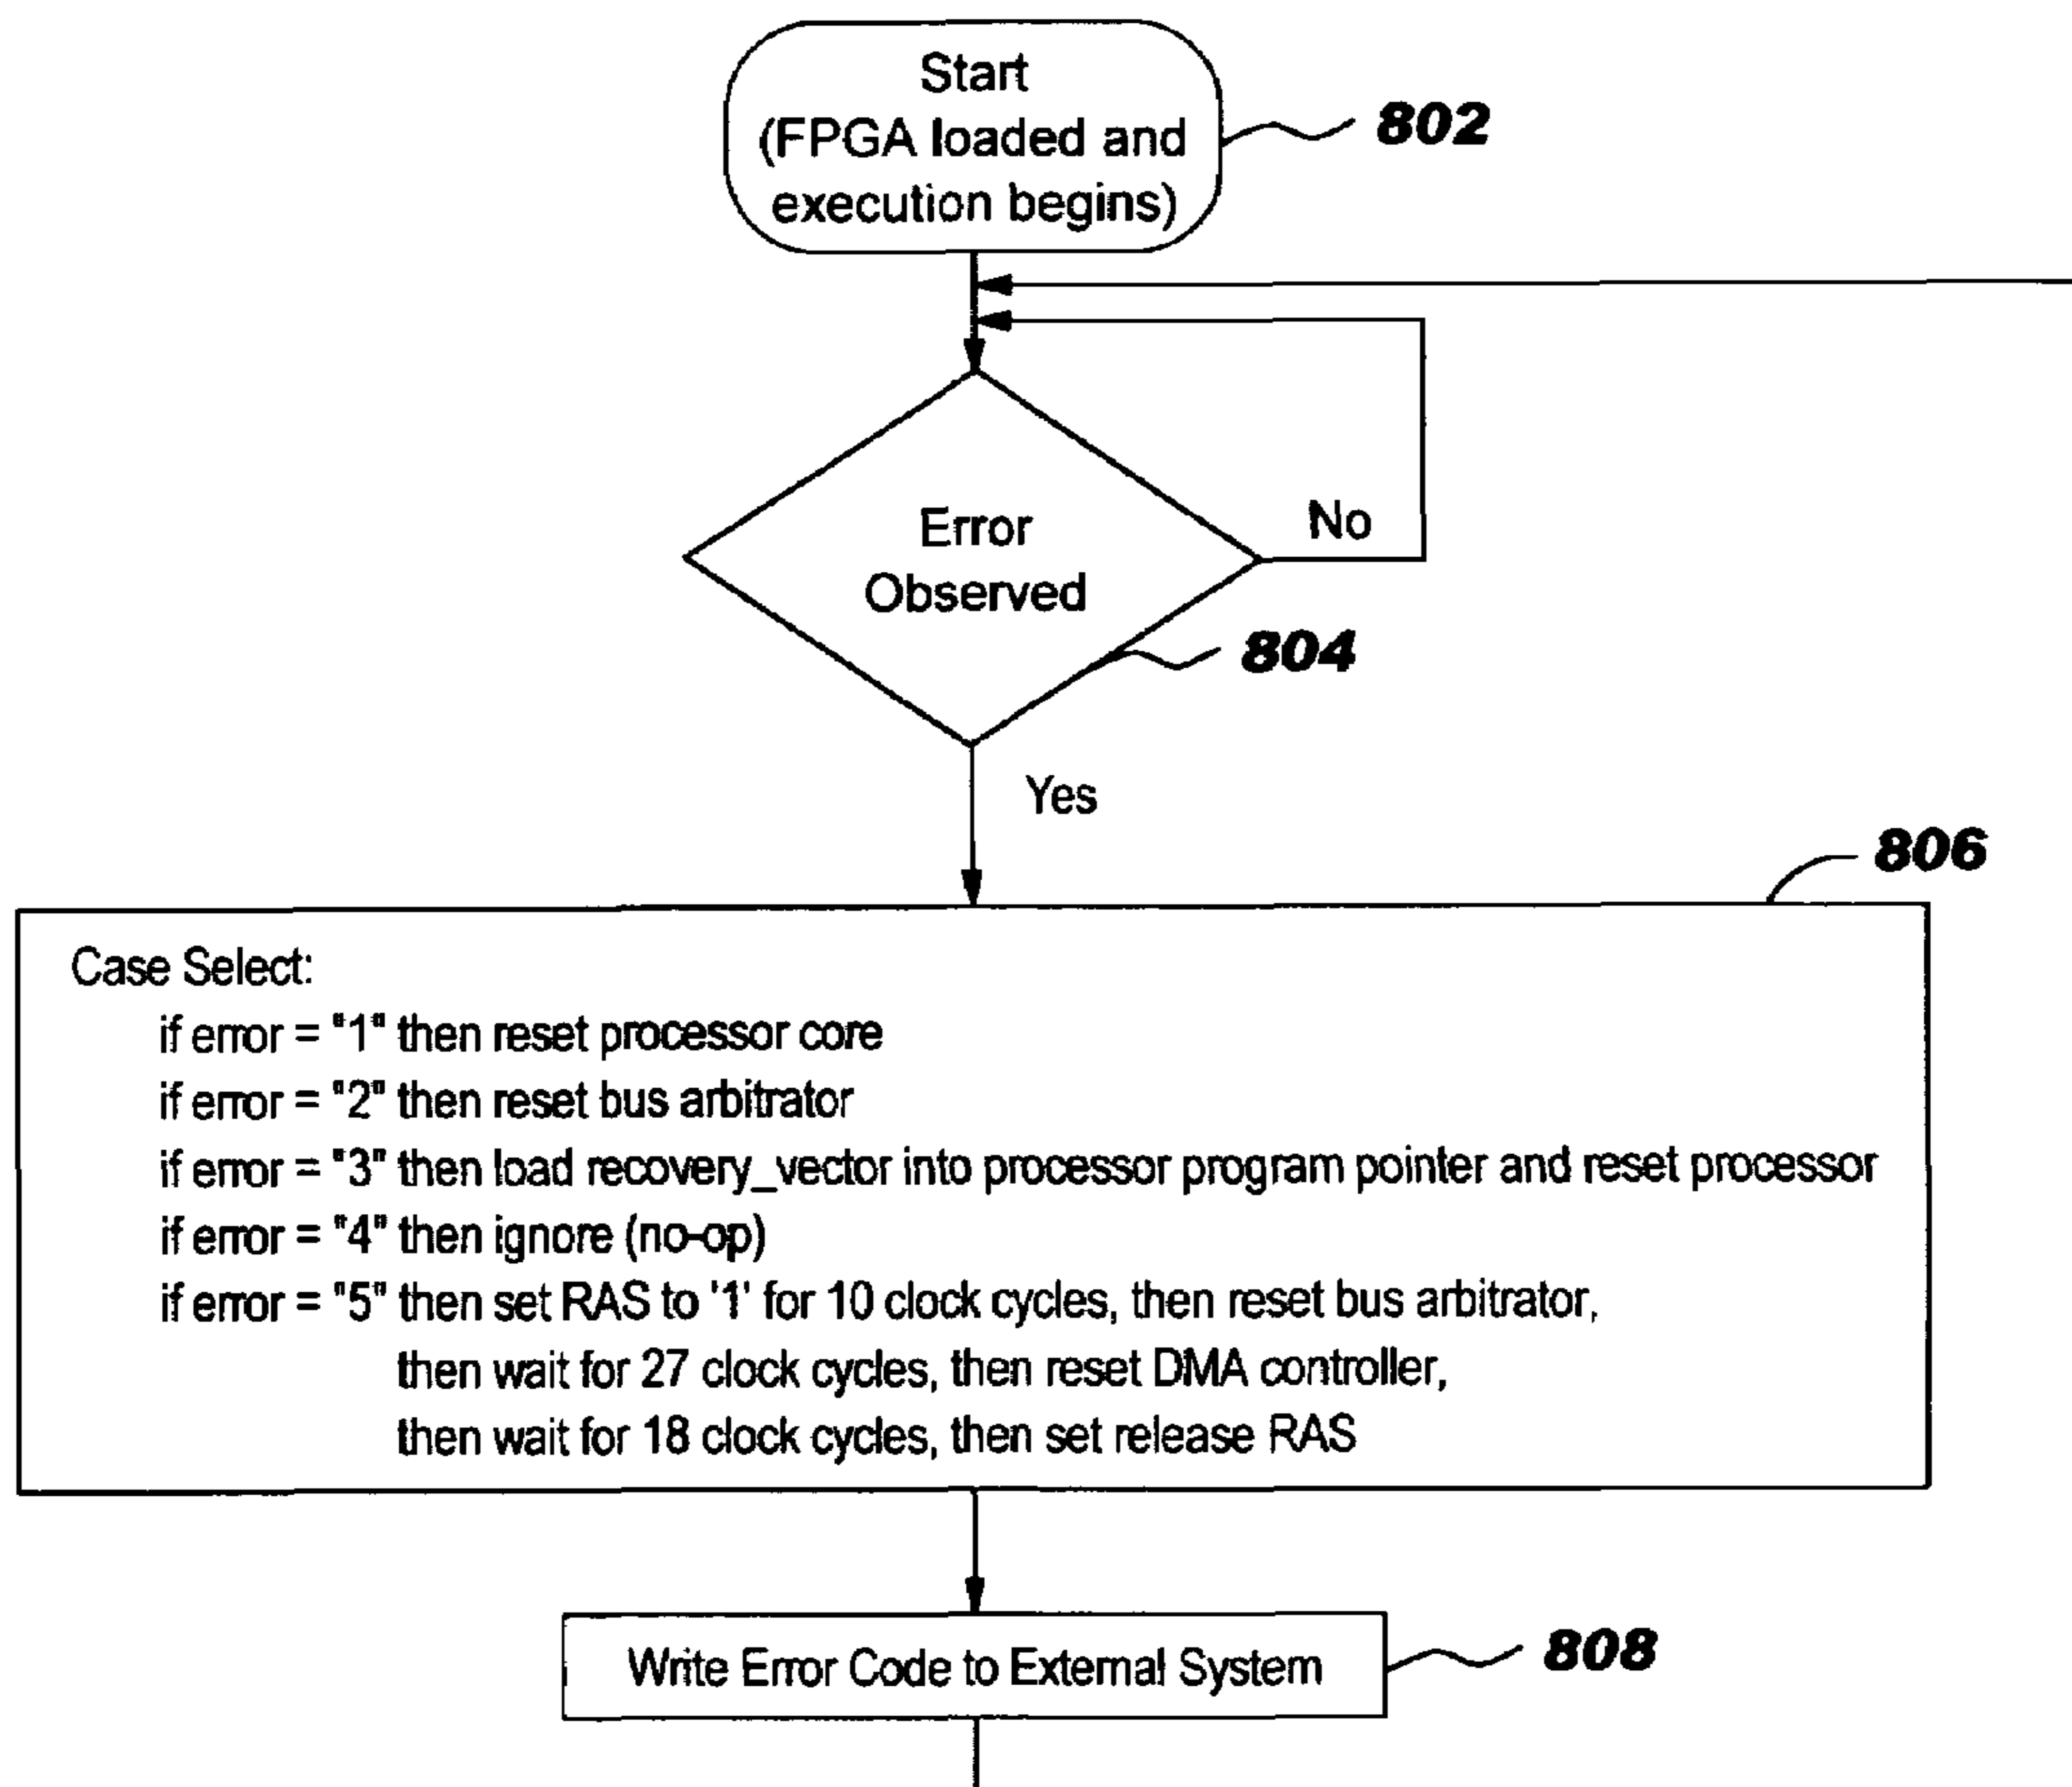 Start
(FPGA loaded and
execution begins)
802
Error
Observed
No
804
Yes
806
Case Select:
if error = "1" then reset processor core
if error = "2" then reset bus arbitrator
if error = "3" then load recovery_vector into processor program pointer and reset processor
if error = "4" then ignore (no-op)
if error = "5" then set RAS to '1' for 10 clock cycles, then reset bus arbitrator,
then wait for 27 clock cycles, then reset DMA controller,
then wait for 18 clock cycles, then set release RAS
Write Error Code to External System
808